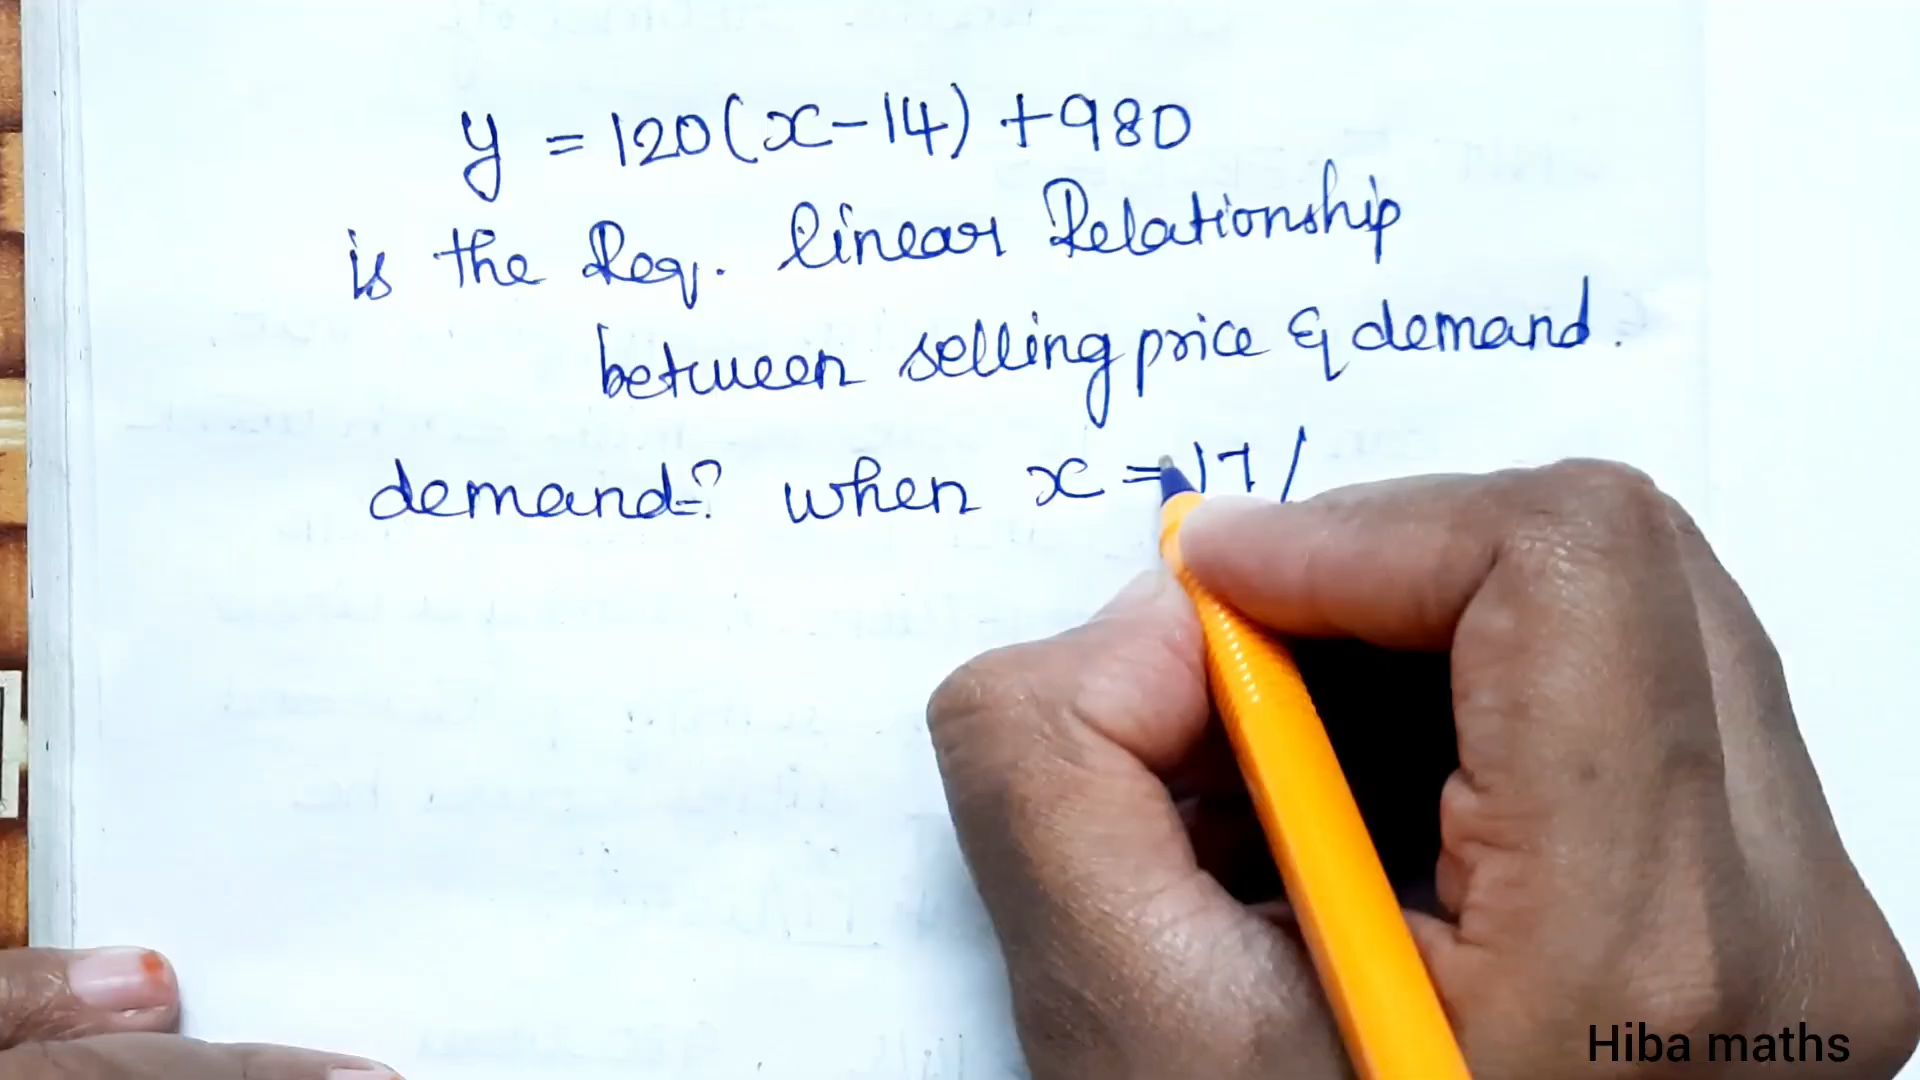 y = 120(x-14) +980
is the Req. linear Relationship
between selling price & demand.
demand=? when x = 17/
Hiba maths